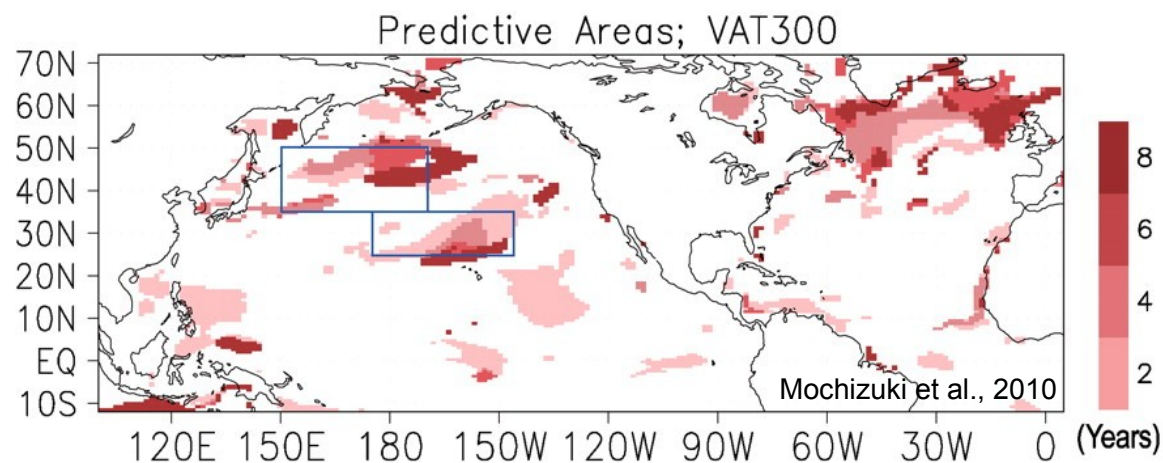 Predictive Areas; VAT300
70N
60N
50N
40N
30N
20N
10N
EQ
10S
Mochizuki et al., 2010
120E 150E 180 150W 120W 90W 60W 30W 0
8
6
4
2
(Years)